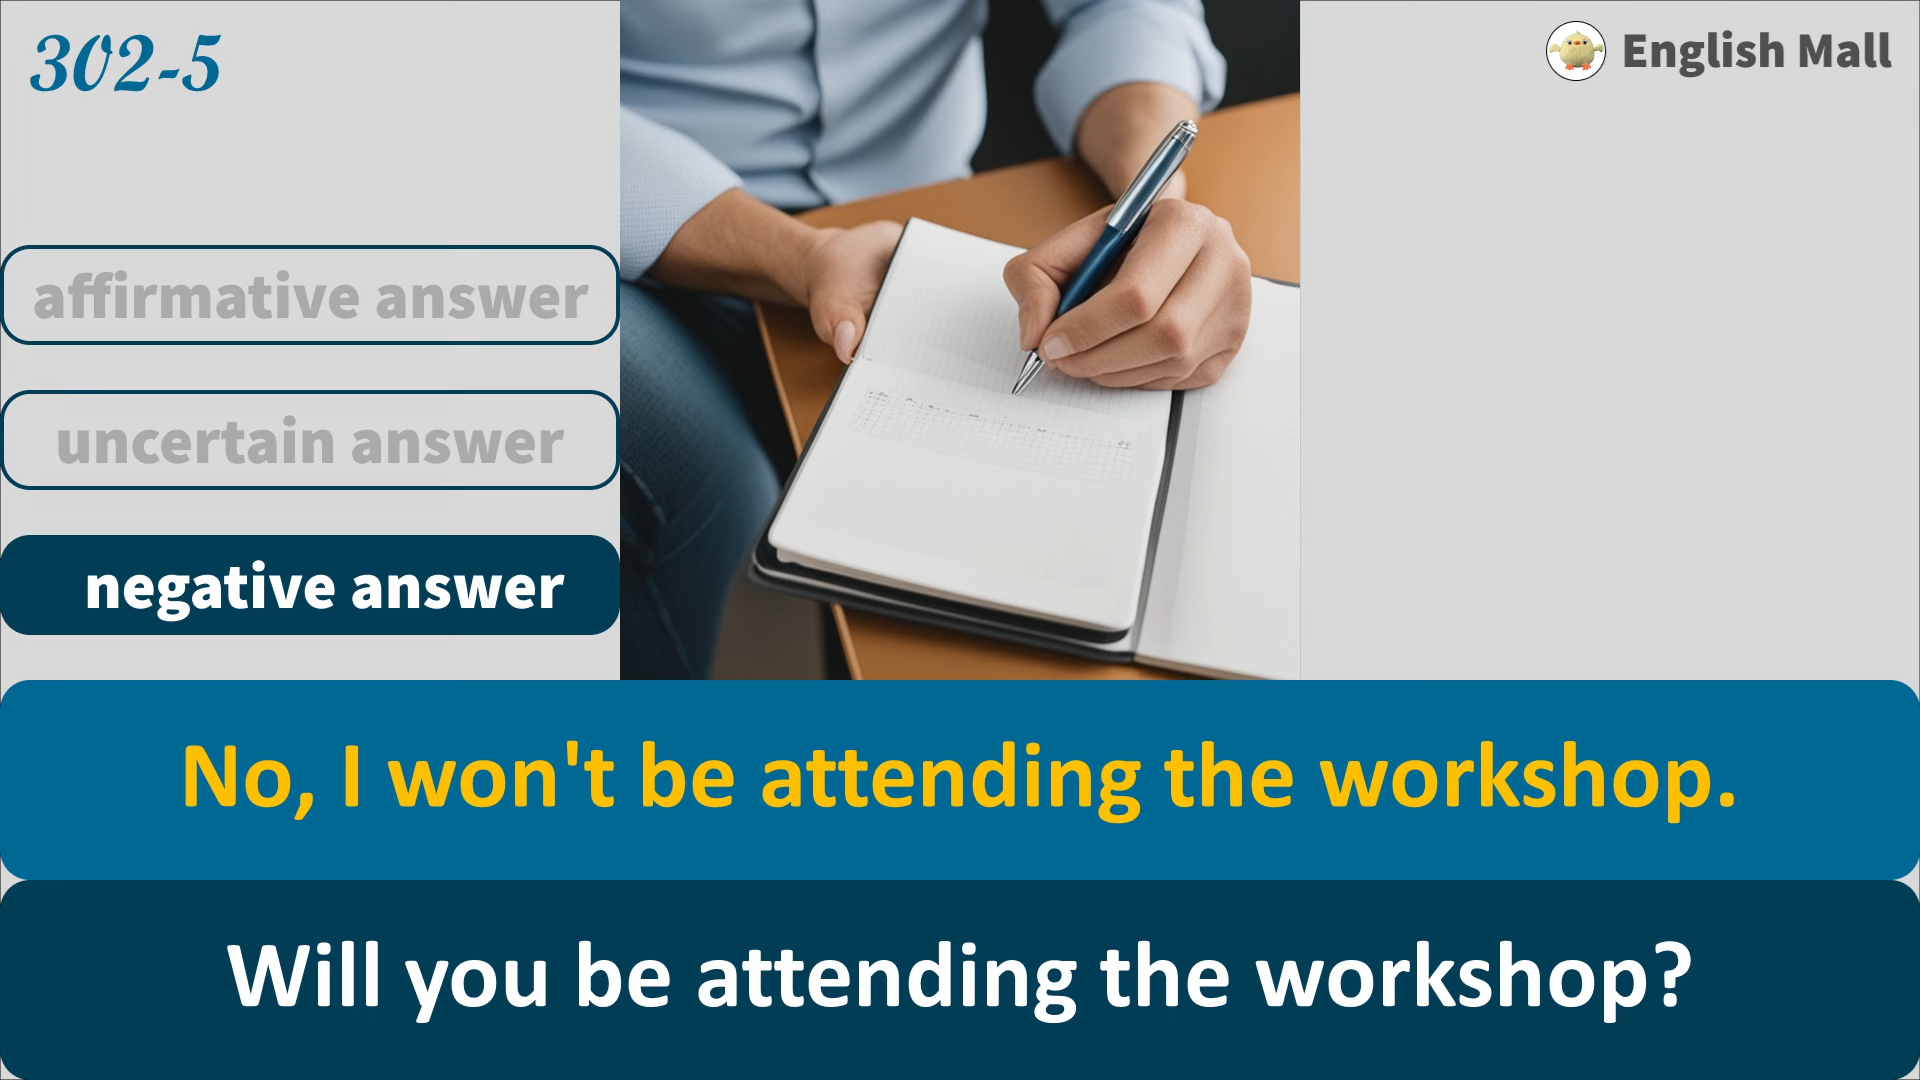 302-5
English Mall
affirmative answer
uncertain answer
negative answer
No, I won't be attending the workshop.
Will you be attending the workshop?